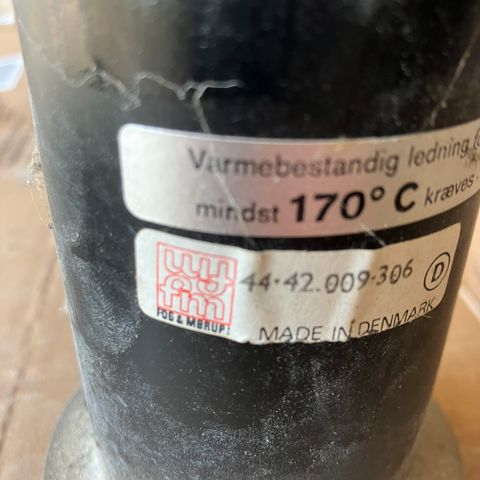 Varmebestandig ledning
mindst 170° C kræves
44-42.009-306 D
FOG & MØRUP
MADE IN DENMARK